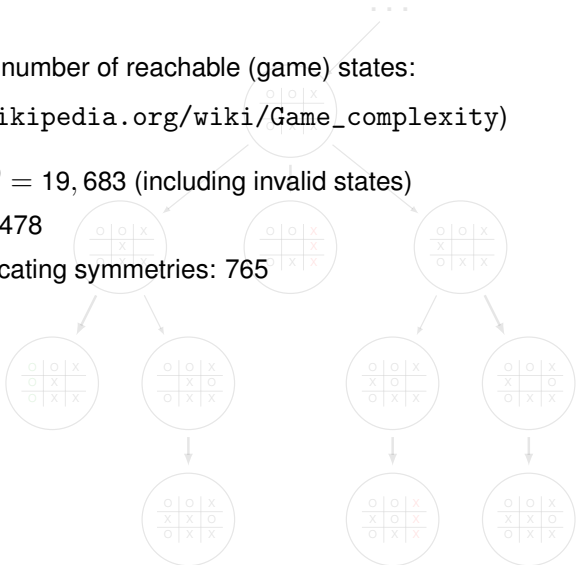 ...
number of reachable (game) states:
O O X
ikipedia.org/wiki/Game_complexity)
= 19, 683 (including invalid states)
478
O O X
X
O X X
O O X
X
O X X
O O X
X
O X X
cating symmetries: 765
O O X
O X
O X X
O O X
X O
O X X
O O X
X O
O X X
O O X
X O
O X X
O O X
X X O
O X X
O O X
X O X
O X X
O O X
X X O
O X X